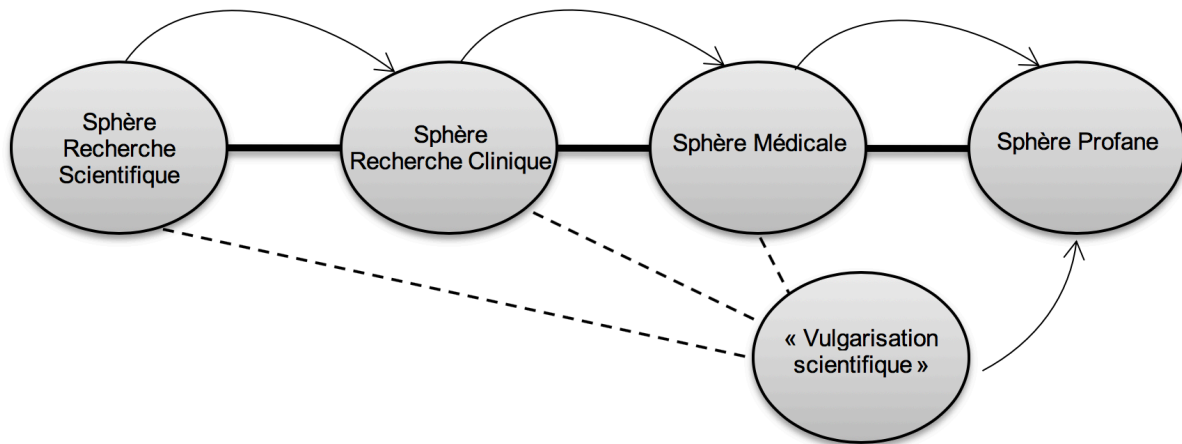 Sphère
Recherche
Scientifique
Sphère
Recherche Clinique
Sphère Médicale
Sphère Profane
« Vulgarisation
scientifique »